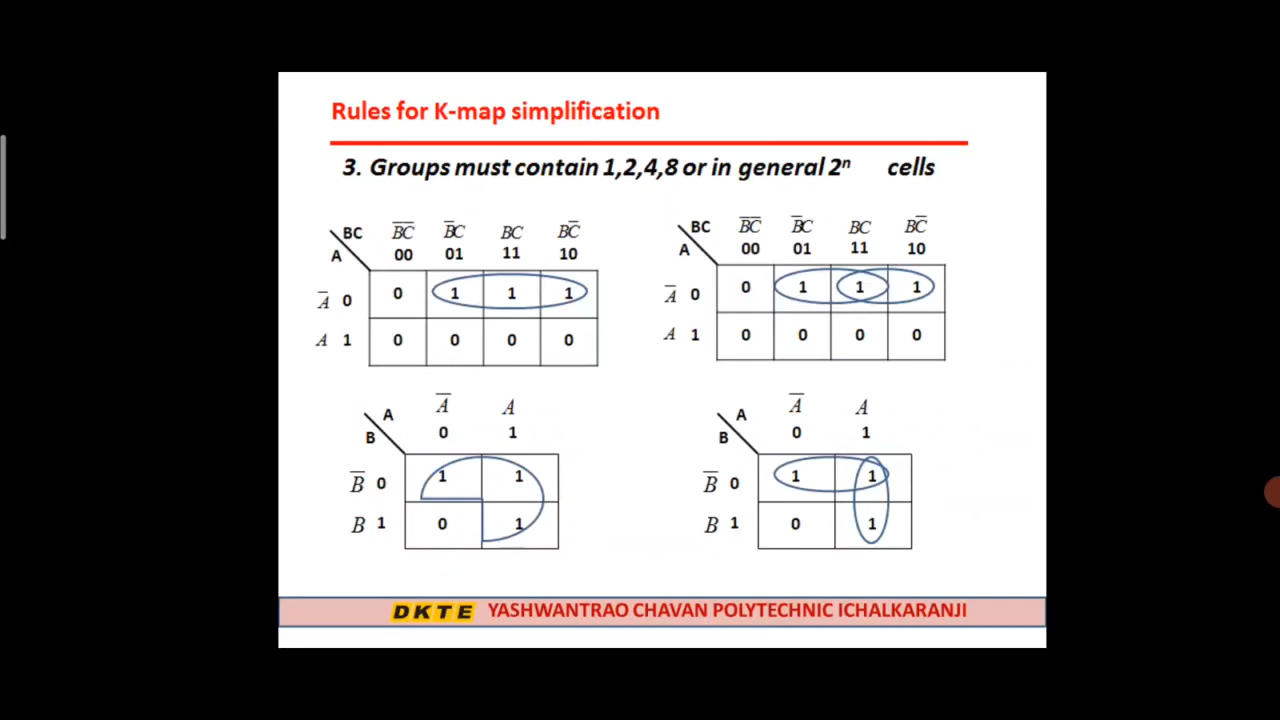 Rules for K-map simplification
3. Groups must contain 1,2,4,8 or in general 2ⁿ cells
BC B̅C̅ B̅C BC BC̅
A 00 01 11 10
A̅ 0 0 1 1 1
A 1 0 0 0 0
BC B̅C̅ B̅C BC BC̅
A 00 01 11 10
A̅ 0 0 1 1 1
A 1 0 0 0 0
A A̅ A
B 0 1
B̅ 0 1 1
B 1 0 1
A A̅ A
B 0 1
B̅ 0 1 1
B 1 0 1
DKTE YASHWANTRAO CHAVAN POLYTECHNIC ICHALKARANJI